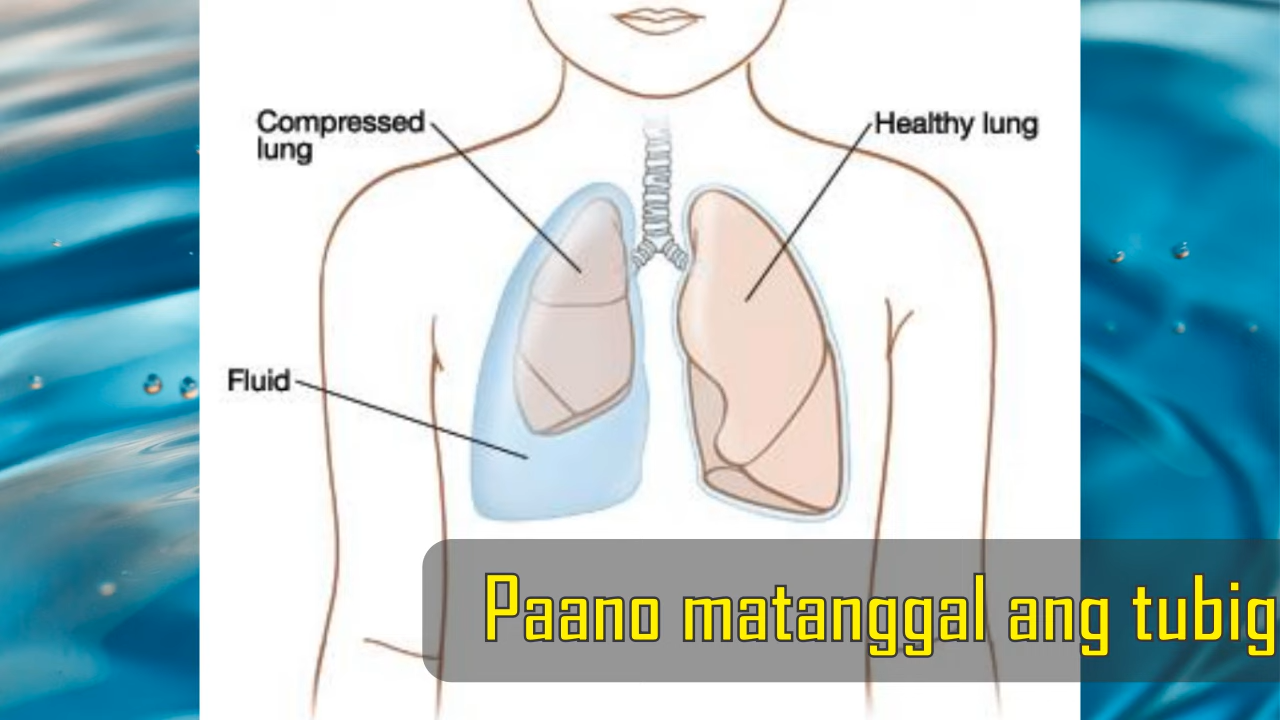 Compressed
lung
Healthy lung
Fluid
Paano matanggal ang tubig